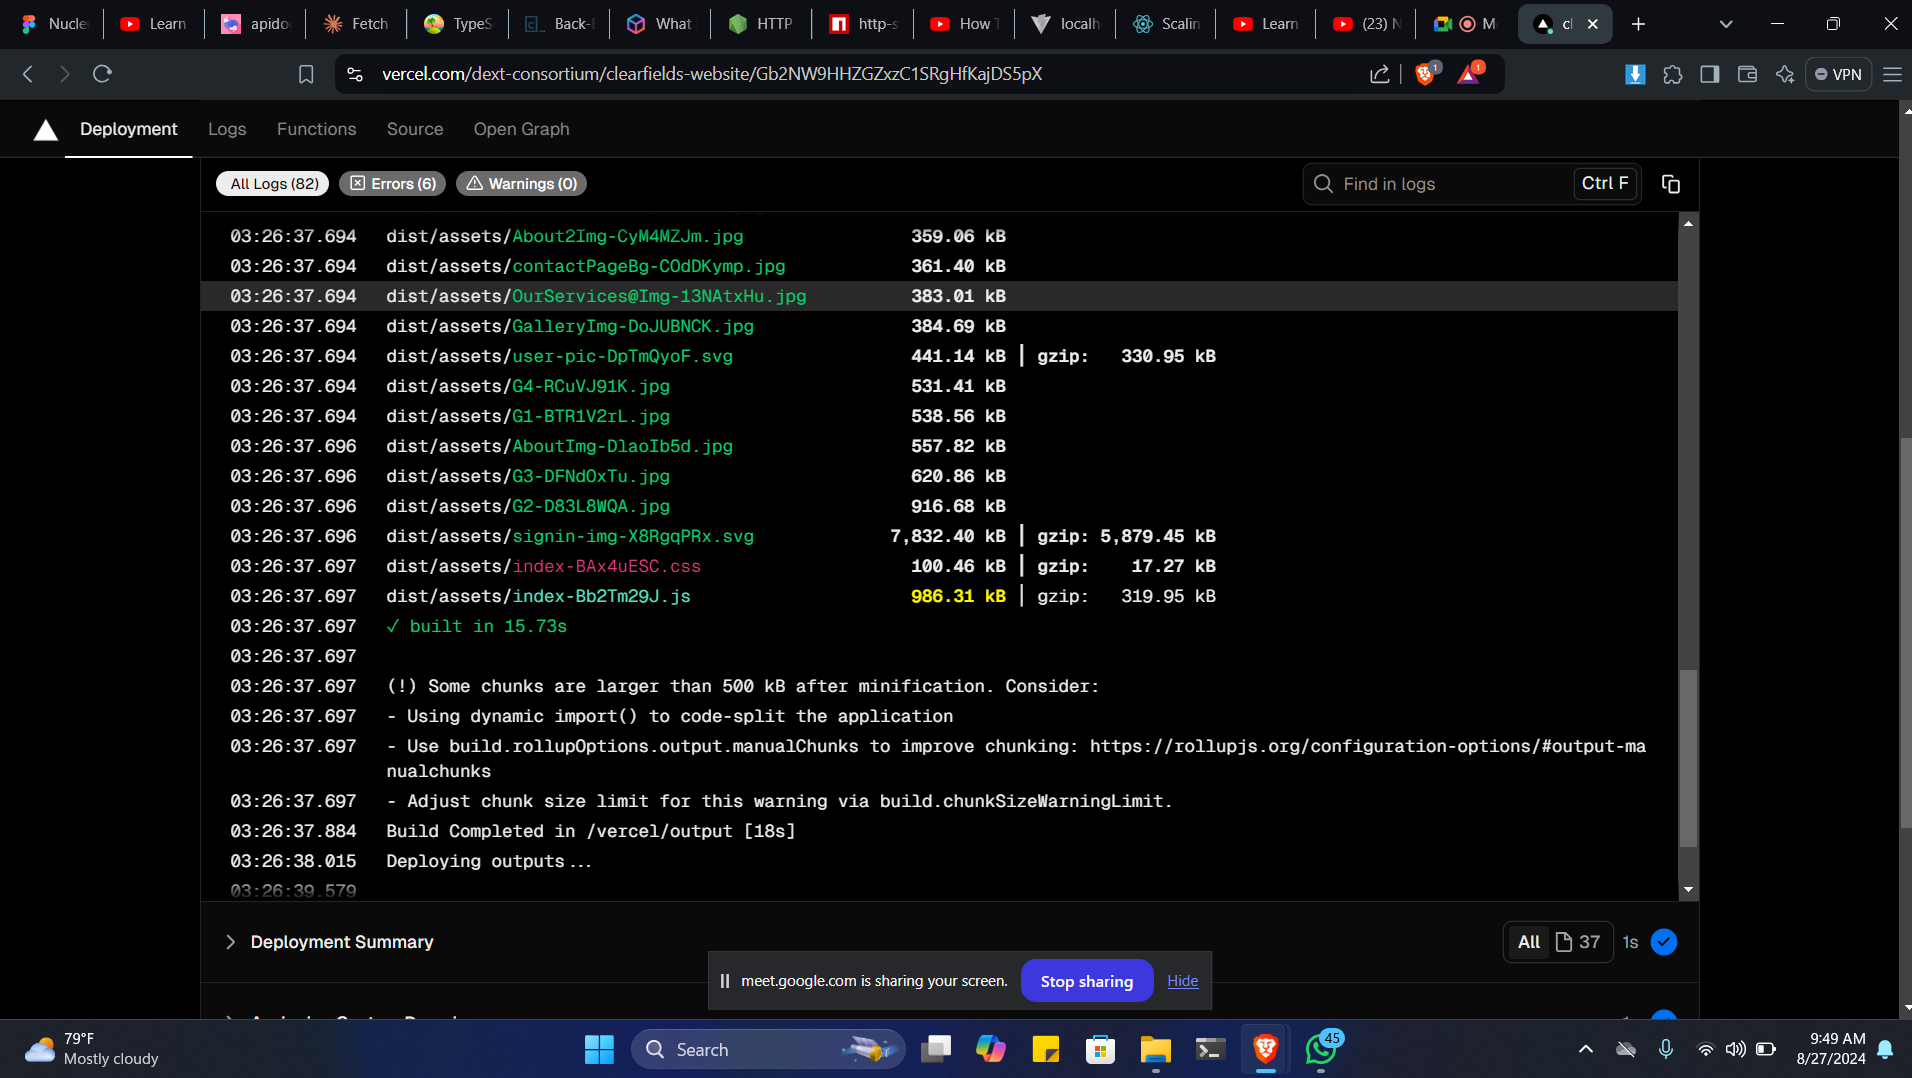 Nucle
Learn
apido
Fetch
TypeS
Back-
What
HTTP
http-s
How
localh
Scalin
Learn
(23) N
M
cl
vercel.com/dext-consortium/clearfields-website/Gb2NW9HHZGZxzC1SRgHfKajDS5pX
1
1
VPN
Deployment
Logs
Functions
Source
Open Graph
All Logs (82)
Errors (6)
Warnings (0)
Find in logs
Ctrl F
03:26:37.694 dist/assets/About2Img-CyM4MZJm.jpg 359.06 kB
03:26:37.694 dist/assets/contactPageBg-COdDKymp.jpg 361.40 kB
03:26:37.694 dist/assets/OurServices@Img-13NAtxHu.jpg 383.01 kB
03:26:37.694 dist/assets/GalleryImg-DoJUBNCK.jpg 384.69 kB
03:26:37.694 dist/assets/user-pic-DpTmQyoF.svg 441.14 kB │ gzip: 330.95 kB
03:26:37.694 dist/assets/G4-RCuVJ91K.jpg 531.41 kB
03:26:37.694 dist/assets/G1-BTR1V2rL.jpg 538.56 kB
03:26:37.696 dist/assets/AboutImg-DlaoIb5d.jpg 557.82 kB
03:26:37.696 dist/assets/G3-DFNdOxTu.jpg 620.86 kB
03:26:37.696 dist/assets/G2-D83L8WQA.jpg 916.68 kB
03:26:37.696 dist/assets/signin-img-X8RgqPRx.svg 7,832.40 kB │ gzip: 5,879.45 kB
03:26:37.697 dist/assets/index-BAx4uESC.css 100.46 kB │ gzip: 17.27 kB
03:26:37.697 dist/assets/index-Bb2Tm29J.js 986.31 kB │ gzip: 319.95 kB
03:26:37.697 ✓ built in 15.73s
03:26:37.697
03:26:37.697 (!) Some chunks are larger than 500 kB after minification. Consider:
03:26:37.697 - Using dynamic import() to code-split the application
03:26:37.697 - Use build.rollupOptions.output.manualChunks to improve chunking: https://rollupjs.org/configuration-options/#output-ma
nualchunks
03:26:37.697 - Adjust chunk size limit for this warning via build.chunkSizeWarningLimit.
03:26:37.884 Build Completed in /vercel/output [18s]
03:26:38.015 Deploying outputs...
03:26:39.579
Deployment Summary
All
37
1s
meet.google.com is sharing your screen.
Stop sharing
Hide
79°F
Mostly cloudy
Search
45
9:49 AM
8/27/2024